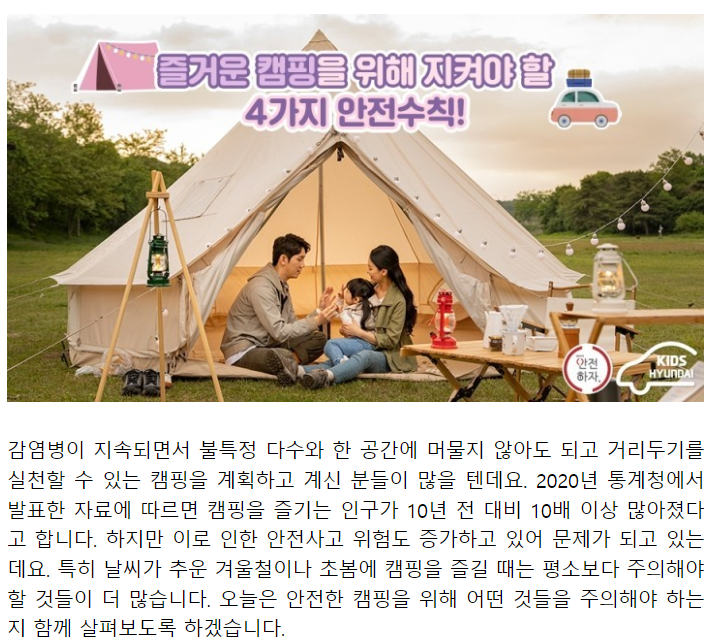 즐거운 캠핑을 위해 지켜야 할
4가지 안전수칙!
안전
하자.
KIDS
HYUNDAI
감염병이 지속되면서 불특정 다수와 한 공간에 머물지 않아도 되고 거리두기를
실천할 수 있는 캠핑을 계획하고 계신 분들이 많을 텐데요. 2020년 통계청에서
발표한 자료에 따르면 캠핑을 즐기는 인구가 10년 전 대비 10배 이상 많아졌다
고 합니다. 하지만 이로 인한 안전사고 위험도 증가하고 있어 문제가 되고 있는
데요. 특히 날씨가 추운 겨울철이나 초봄에 캠핑을 즐길 때는 평소보다 주의해야
할 것들이 더 많습니다. 오늘은 안전한 캠핑을 위해 어떤 것들을 주의해야 하는
지 함께 살펴보도록 하겠습니다.